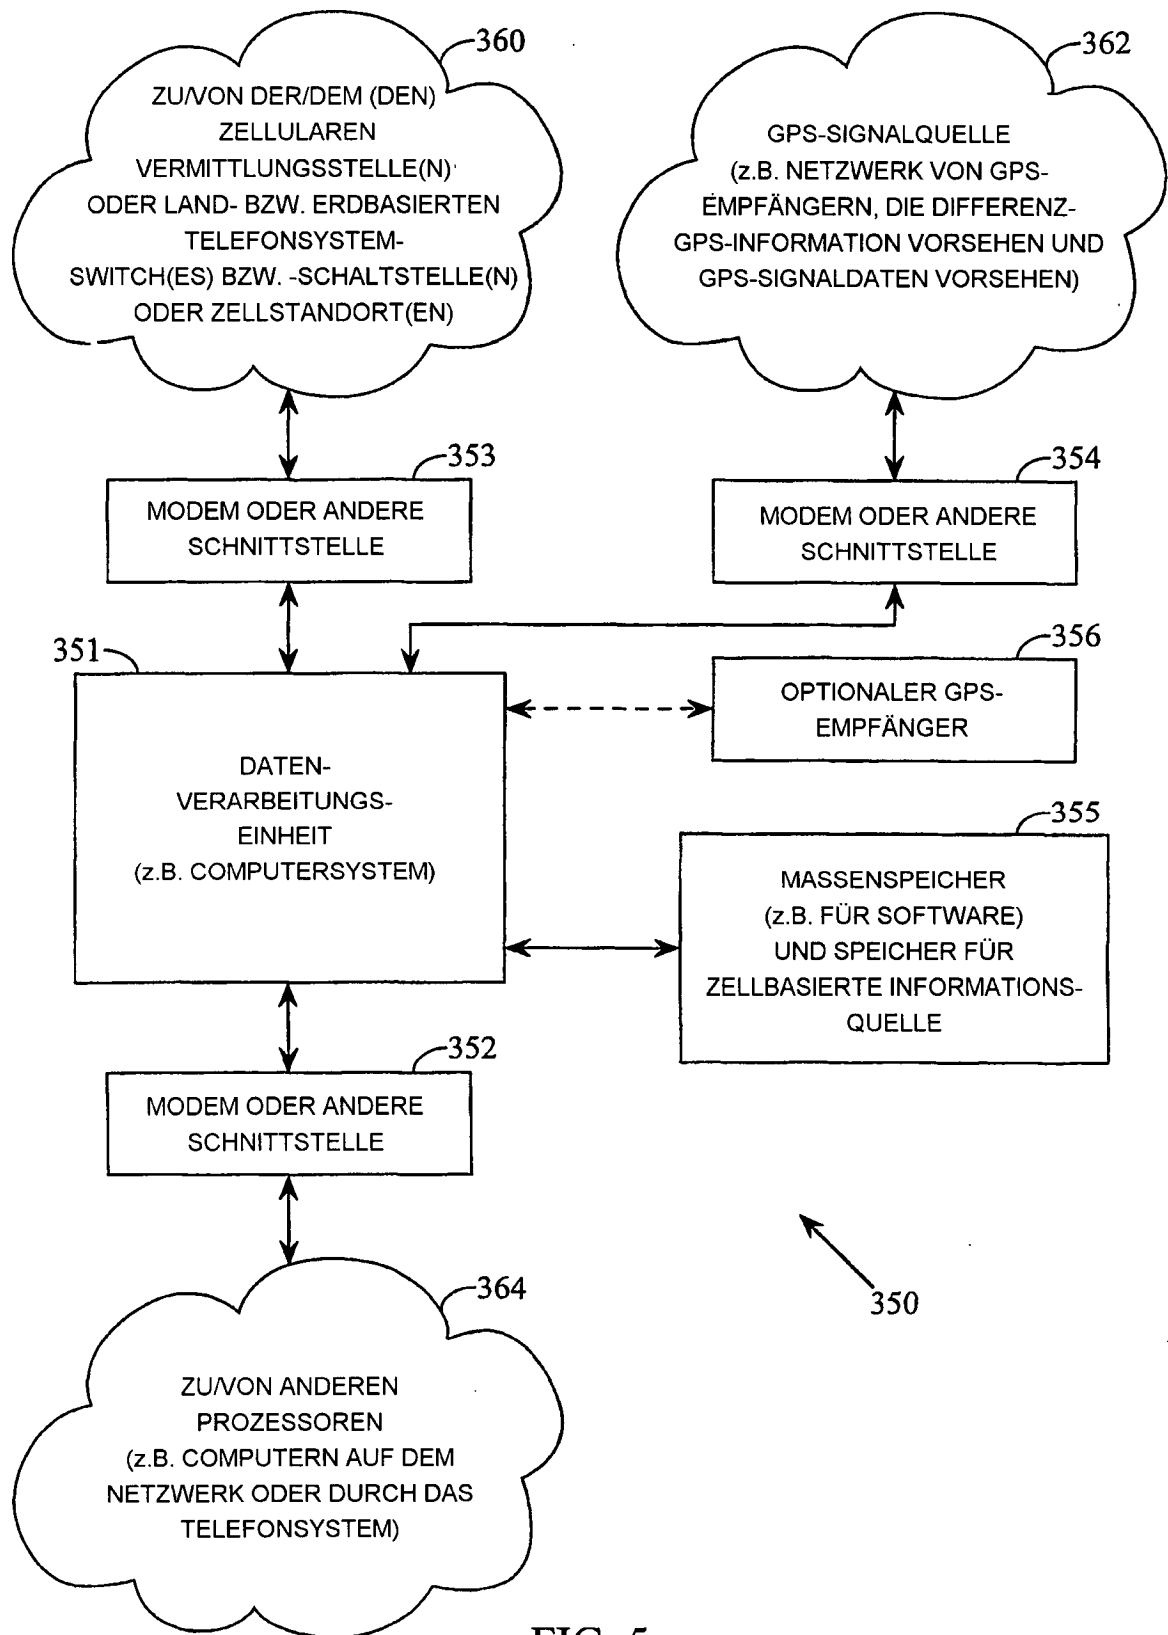 360
ZU/VON DER/DEM (DEN)
ZELLULAREN
VERMITTLUNGSSTELLE(N)
ODER LAND- BZW. ERDBASIERTEN
TELEFONSYSTEM-
SWITCH(ES) BZW. -SCHALTSTELLE(N)
ODER ZELLSTANDORT(EN)
362
GPS-SIGNALQUELLE
(z.B. NETZWERK VON GPS-
EMPFÄNGERN, DIE DIFFERENZ-
GPS-INFORMATION VORSEHEN UND
GPS-SIGNALDATEN VORSEHEN)
353
MODEM ODER ANDERE
SCHNITTSTELLE
354
MODEM ODER ANDERE
SCHNITTSTELLE
351
DATEN-
VERARBEITUNGS-
EINHEIT
(z.B. COMPUTERSYSTEM)
356
OPTIONALER GPS-
EMPFÄNGER
355
MASSENSPEICHER
(z.B. FÜR SOFTWARE)
UND SPEICHER FÜR
ZELLBASIERTE INFORMATIONS-
QUELLE
352
MODEM ODER ANDERE
SCHNITTSTELLE
350
364
ZU/VON ANDEREN
PROZESSOREN
(z.B. COMPUTERN AUF DEM
NETZWERK ODER DURCH DAS
TELEFONSYSTEM)
FIG. 5